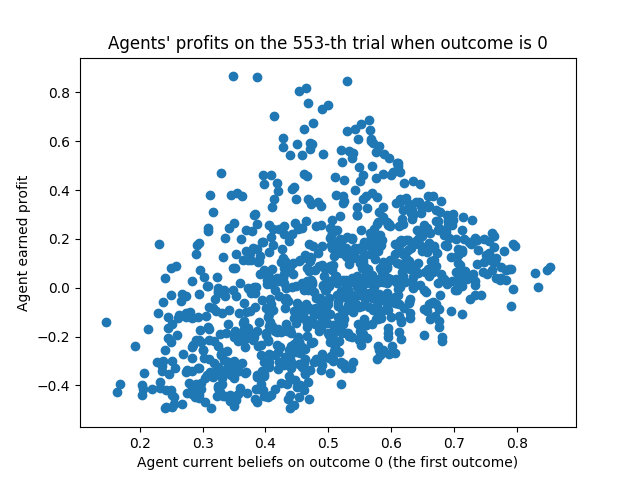 Agents' profits on the 553-th trial when outcome is 0
0.8
0.6
0.4
0.2
0.0
−0.2
−0.4
Agent earned profit
0.2 0.3 0.4 0.5 0.6 0.7 0.8
Agent current beliefs on outcome 0 (the first outcome)